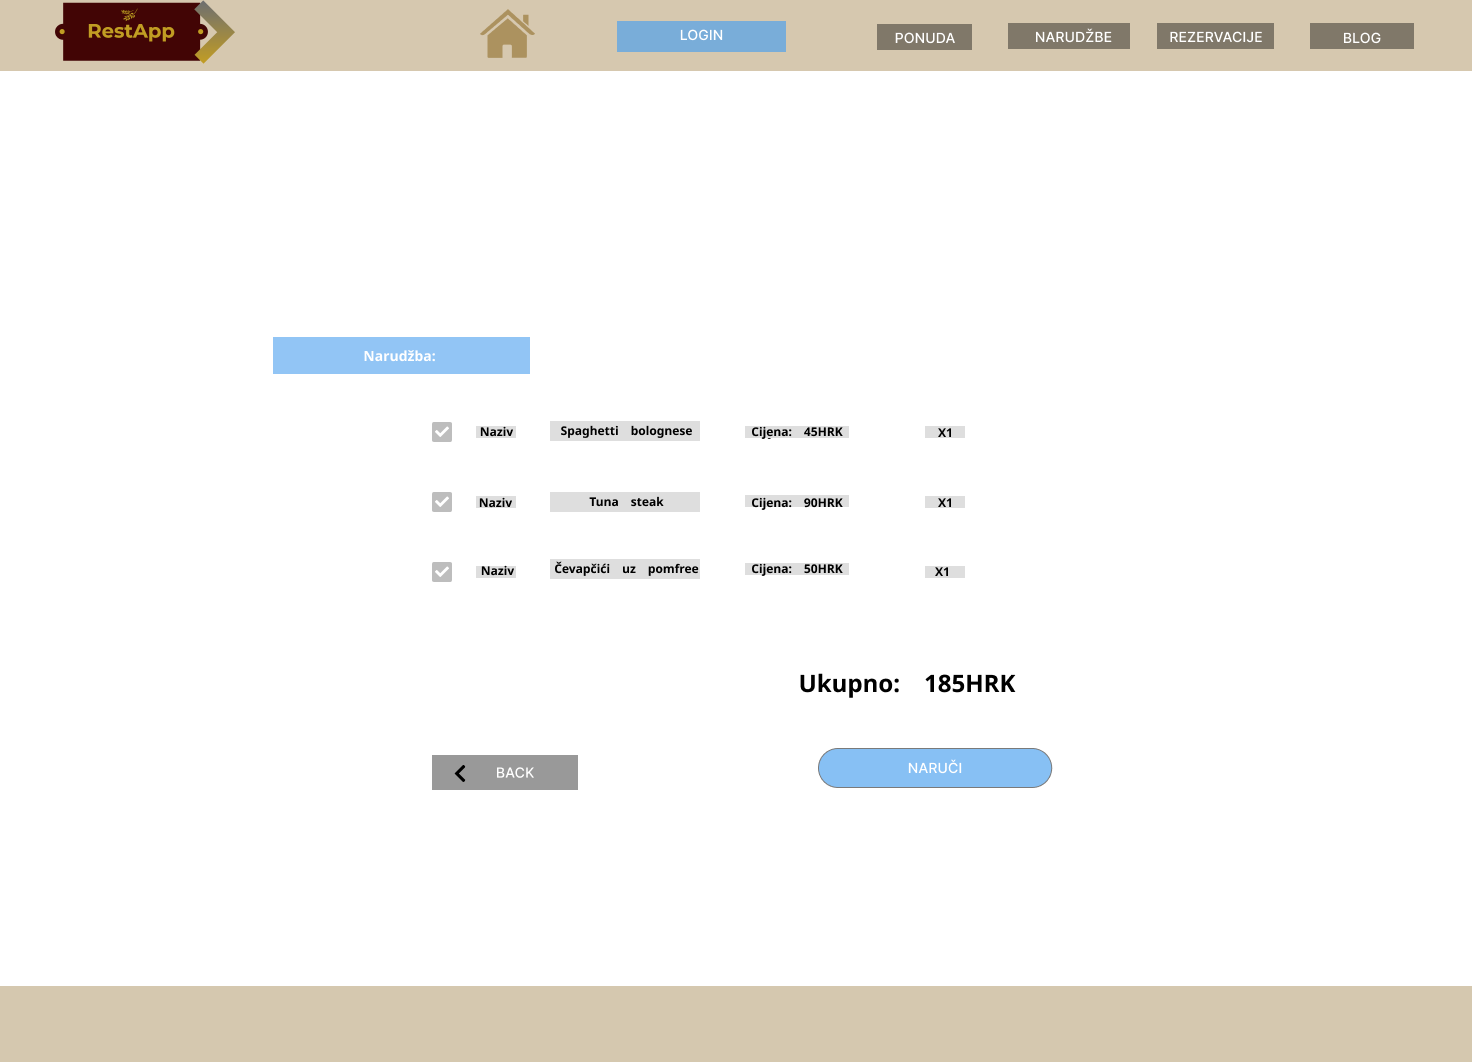 RestApp
LOGIN
PONUDA
NARUDŽBE
REZERVACIJE
BLOG
Narudžba:
Naziv Spaghetti bolognese Cijena: 45HRK X1
Naziv Tuna steak Cijena: 90HRK X1
Naziv Čevapčići uz pomfree Cijena: 50HRK X1
Ukupno: 185HRK
BACK
NARUČI